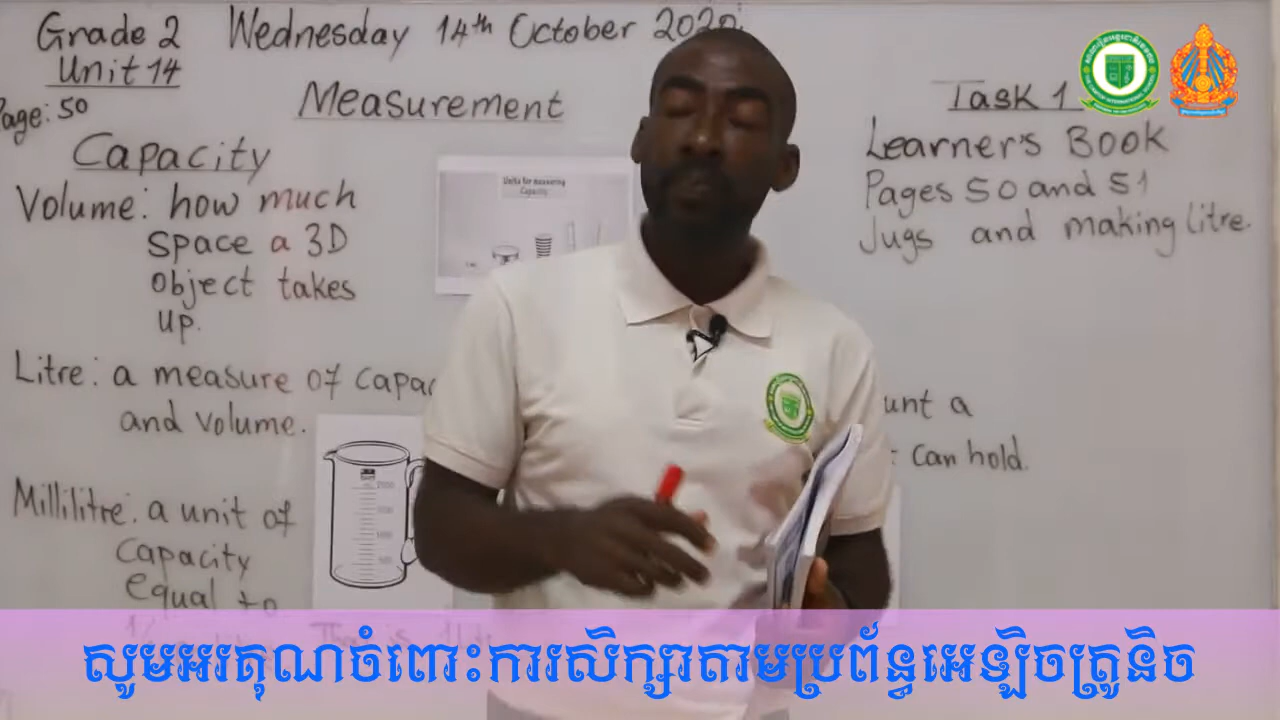 Grade 2 Wednesday 14th October 2020
Unit 14
Page: 50
Measurement
Capacity
Volume: how much
space a 3D
object takes
up.
Litre: a measure of capac
and volume.
Millilitre: a unit of
capacity
equal to
Units for measuring
Capacity
Task 1
Learner's Book
Pages 50 and 51
Jugs and making litre.
unt a
can hold.
សូមអរគុណចំពោះការសិក្សាតាមប្រព័ន្ធអេឡិចត្រូនិច